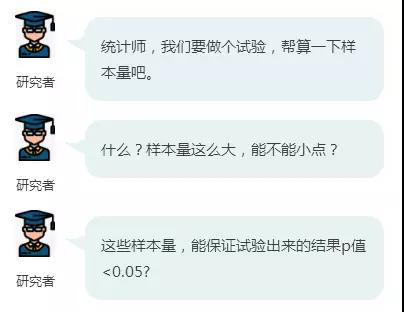 统计师，我们要做个试验，帮算一下样
本量吧。
研究者
什么？样本量这么大，能不能小点？
研究者
这些样本量，能保证试验出来的结果p值
<0.05?
研究者